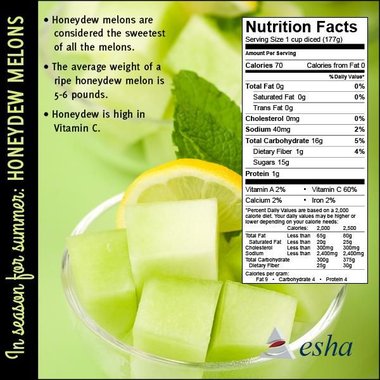 In season for summer: HONEYDEW MELONS
• Honeydew melons are
considered the sweetest
of all the melons.
• The average weight of a
ripe honeydew melon is
5-6 pounds.
• Honeydew is high in
Vitamin C.
Nutrition Facts
Serving Size 1 cup diced (177g)
Amount Per Serving
Calories 70 Calories from Fat 0
% Daily Value*
Total Fat 0g 0%
Saturated Fat 0g 0%
Trans Fat 0g
Cholesterol 0mg 0%
Sodium 40mg 2%
Total Carbohydrate 16g 5%
Dietary Fiber 1g 4%
Sugars 15g
Protein 1g
Vitamin A 2% • Vitamin C 60%
Calcium 2% • Iron 2%
*Percent Daily Values are based on a 2,000
calorie diet. Your daily values may be higher
or lower depending on your calorie needs:
Calories: 2,000 2,500
Total Fat Less than 65g 80g
Saturated Fat Less than 20g 25g
Cholesterol Less than 300mg 300mg
Sodium Less than 2,400mg 2,400mg
Total Carbohydrate 300g 375g
Dietary Fiber 25g 30g
Calories per gram:
Fat 9 • Carbohydrate 4 • Protein 4
esha